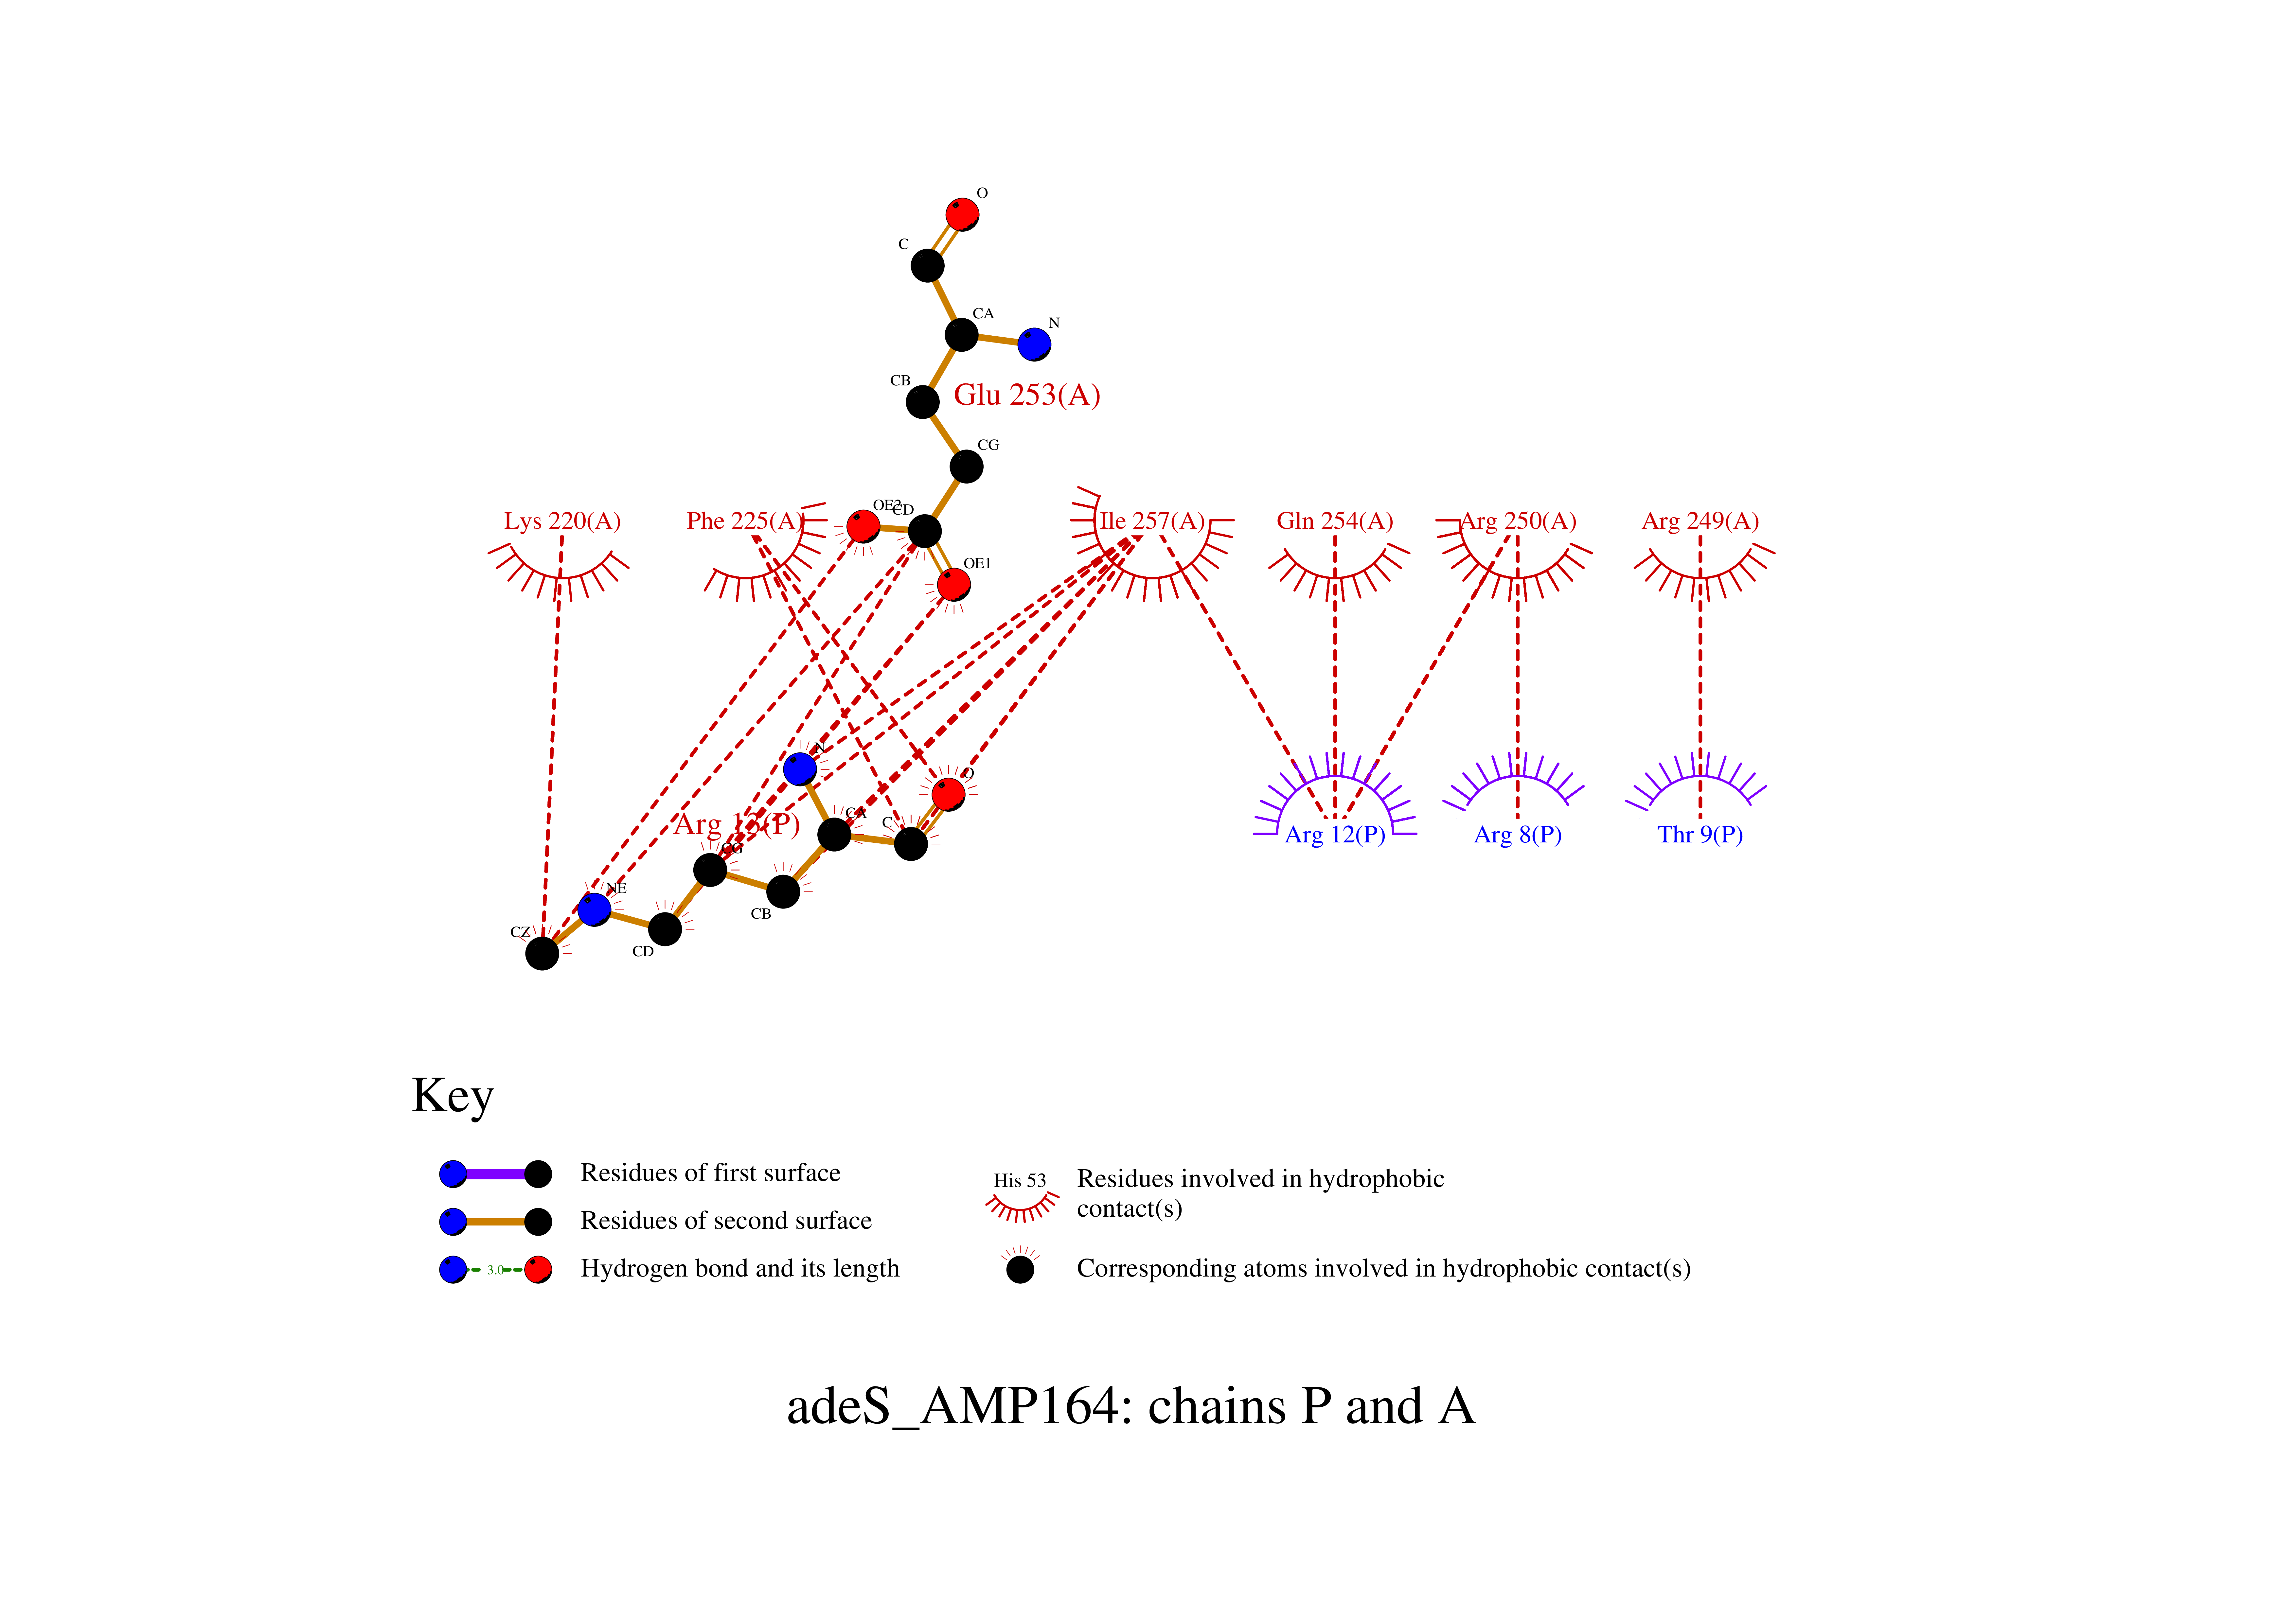 O
C
CA
N
CB
Glu 253(A)
CG
OE2
CD
Lys 220(A)
Phe 225(A)
Ile 257(A)
Gln 254(A)
Arg 250(A)
Arg 249(A)
OE1
N
O
Arg 13(P)
CA
C
Arg 12(P)
Arg 8(P)
Thr 9(P)
CG
NE
CB
CZ
CD
Key
Residues of first surface
Residues of second surface
3.0
Hydrogen bond and its length
His 53
Residues involved in hydrophobic
contact(s)
Corresponding atoms involved in hydrophobic contact(s)
adeS_AMP164: chains P and A